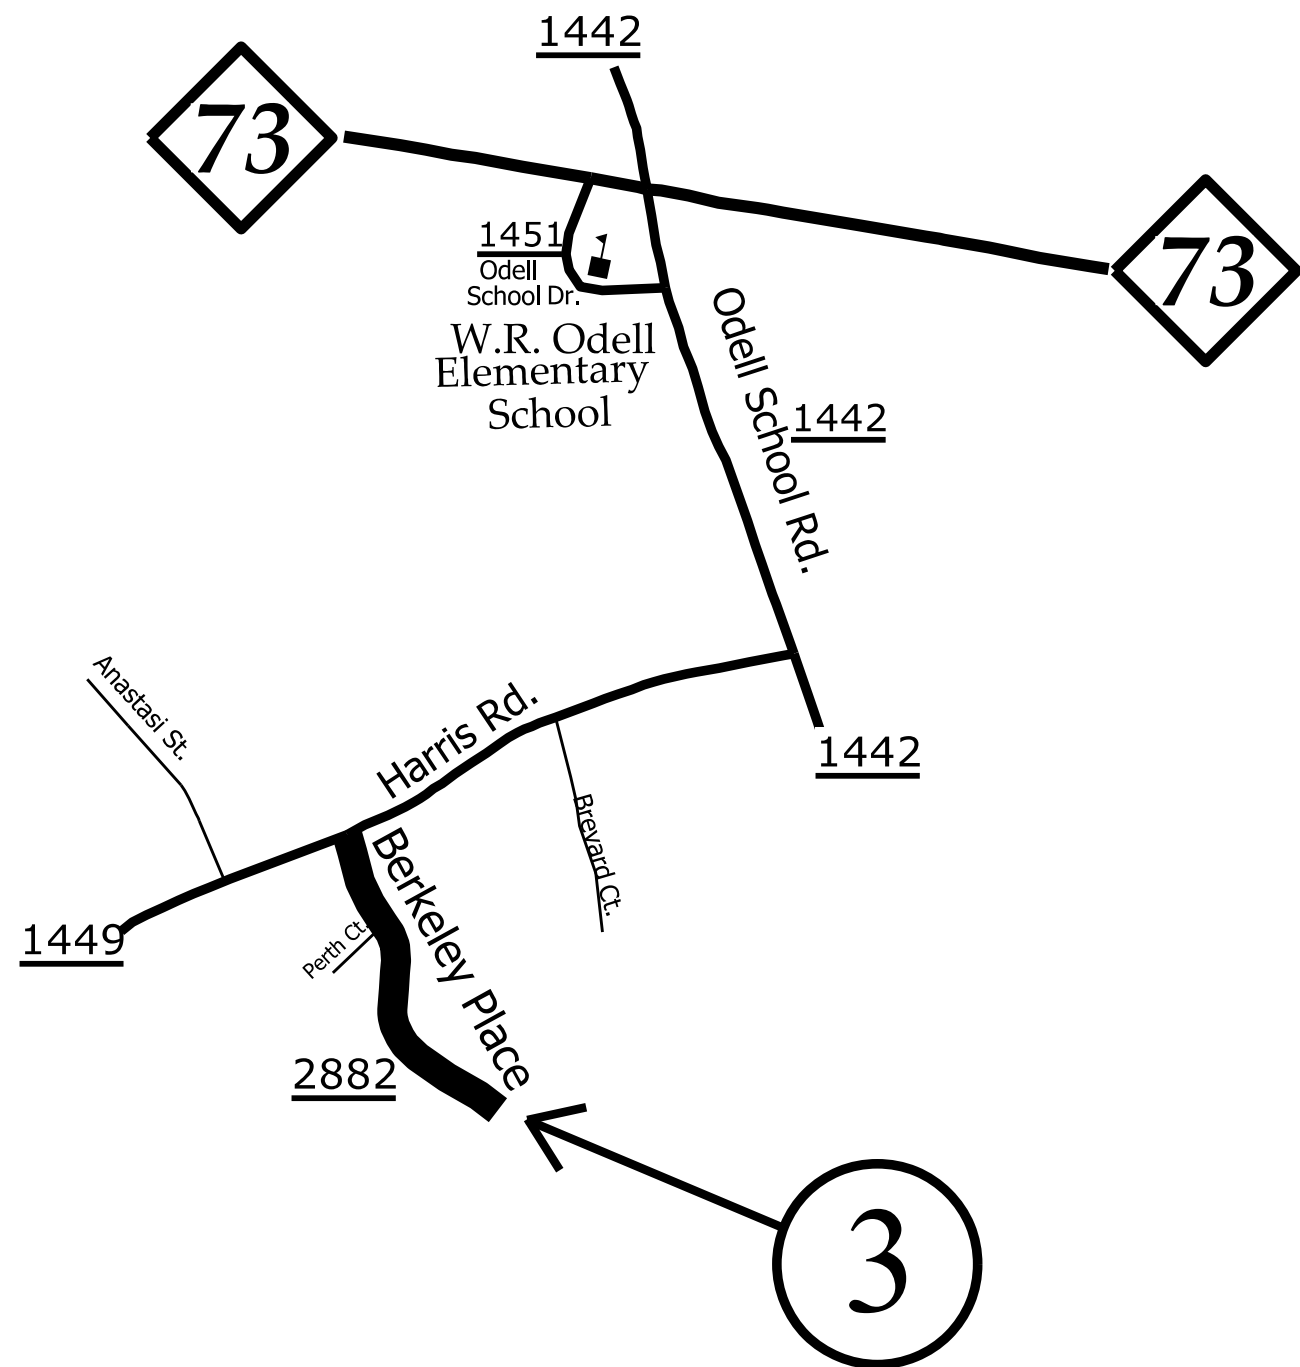 1442
73
73
1451
Odell
School Dr.
W.R. Odell
Elementary
School
Odell School Rd.
1442
Anastasi St.
Harris Rd.
1442
Brevard Ct.
Berkeley Place
1449
Perth Ct.
2882
3